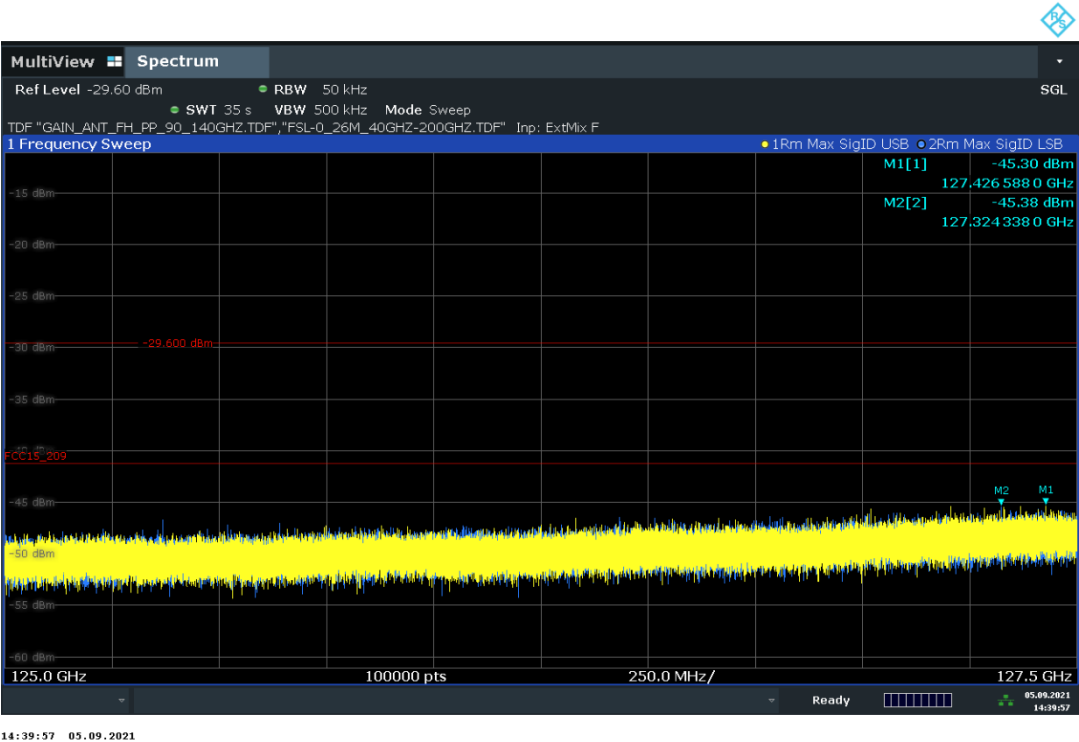 R S
MultiView Spectrum
Ref Level -29.60 dBm RBW 50 kHz SGL
SWT 35 s VBW 500 kHz Mode Sweep
TDF "GAIN_ANT_FH_PP_90_140GHZ.TDF","FSL-0_26M_40GHZ-200GHZ.TDF" Inp: ExtMix F
1 Frequency Sweep 1Rm Max SigID USB 2Rm Max SigID LSB
M1[1] -45.30 dBm
127.426 588 0 GHz
M2[2] -45.38 dBm
127.324 338 0 GHz
-15 dBm
-20 dBm
-25 dBm
-29.600 dBm
-30 dBm
-35 dBm
FCC15_209
M2 M1
-45 dBm
-50 dBm
-55 dBm
-60 dBm
125.0 GHz 100000 pts 250.0 MHz/ 127.5 GHz
Ready 05.09.2021
14:39:57
14:39:57 05.09.2021